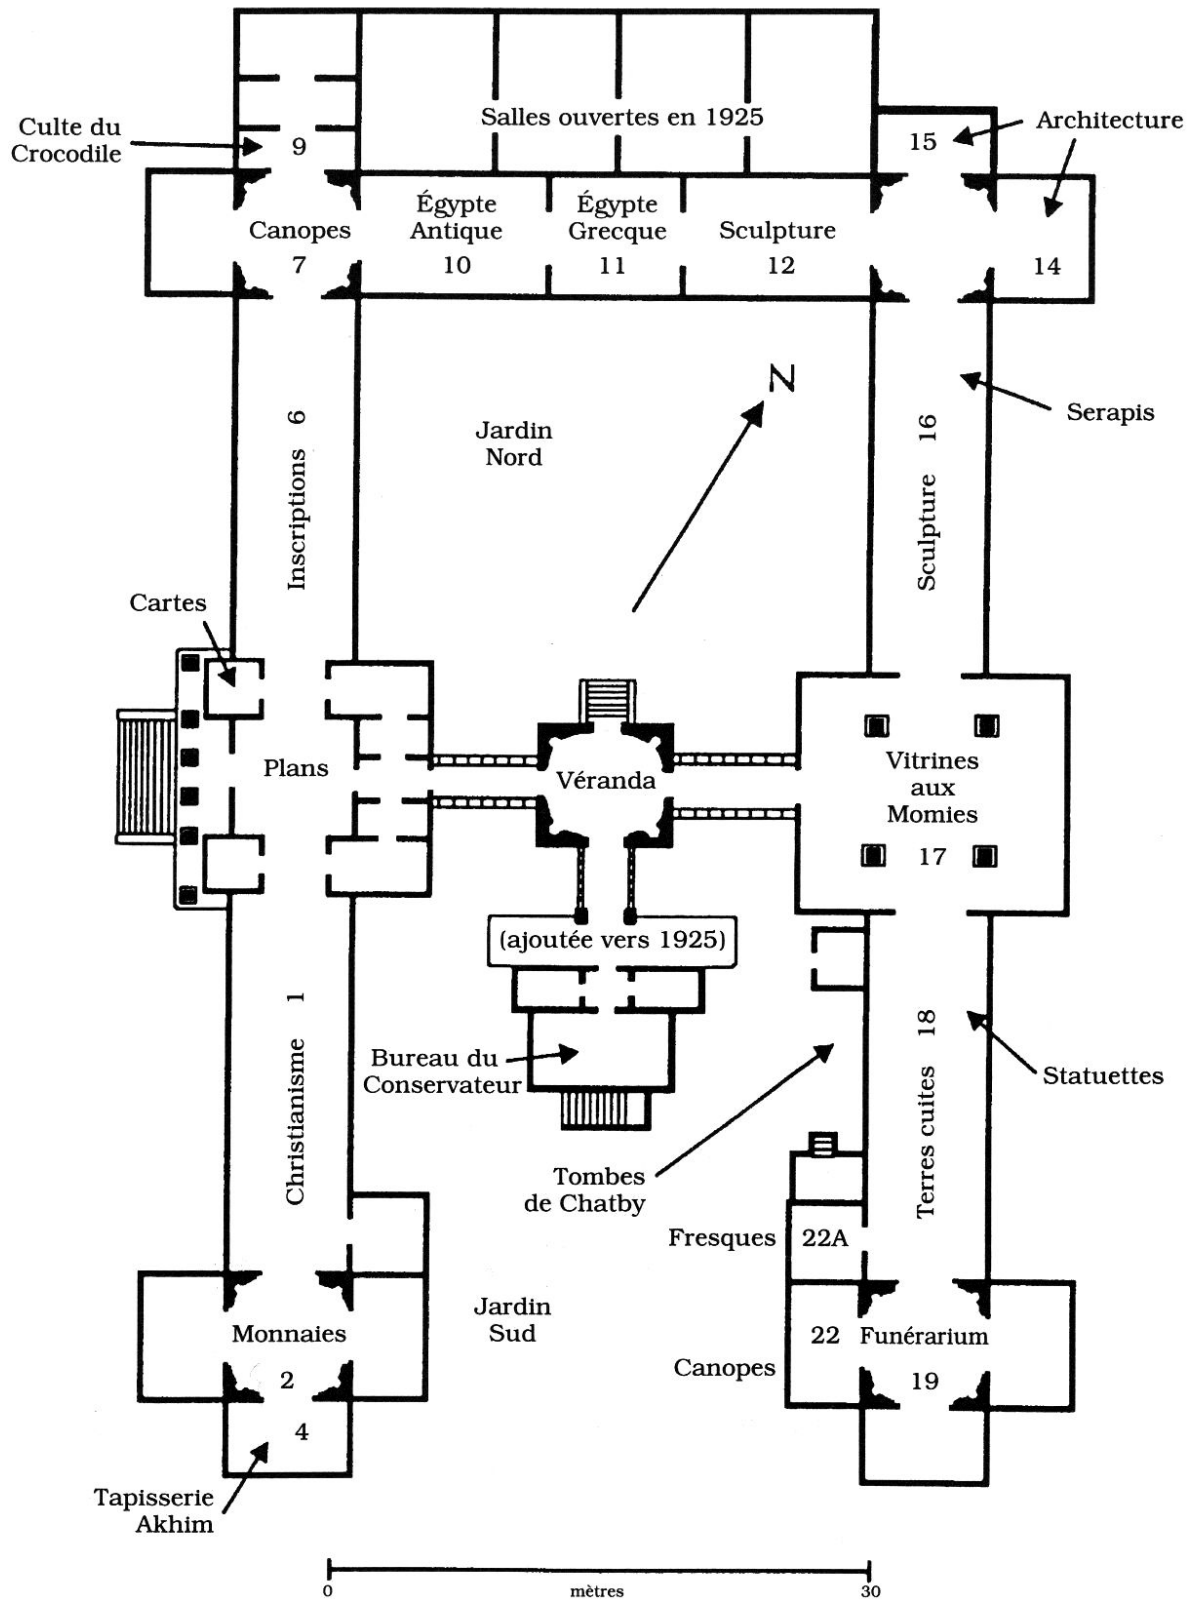 Salles ouvertes en 1925
Culte du
Crocodile
9
15
Architecture
Canopes
7
Égypte
Antique
10
Égypte
Grecque
11
Sculpture
12
14
N
Serapis
Inscriptions 6
Jardin
Nord
Sculpture 16
Cartes
Plans
Véranda
Vitrines
aux
Momies
17
(ajoutée vers 1925)
Christianisme 1
Bureau du
Conservateur
Terres cuites 18
Statuettes
Tombes
de Chatby
Fresques
22A
Jardin
Sud
Monnaies
2
22
Funérarium
Canopes
19
4
Tapisserie
Akhim
0
mètres
30